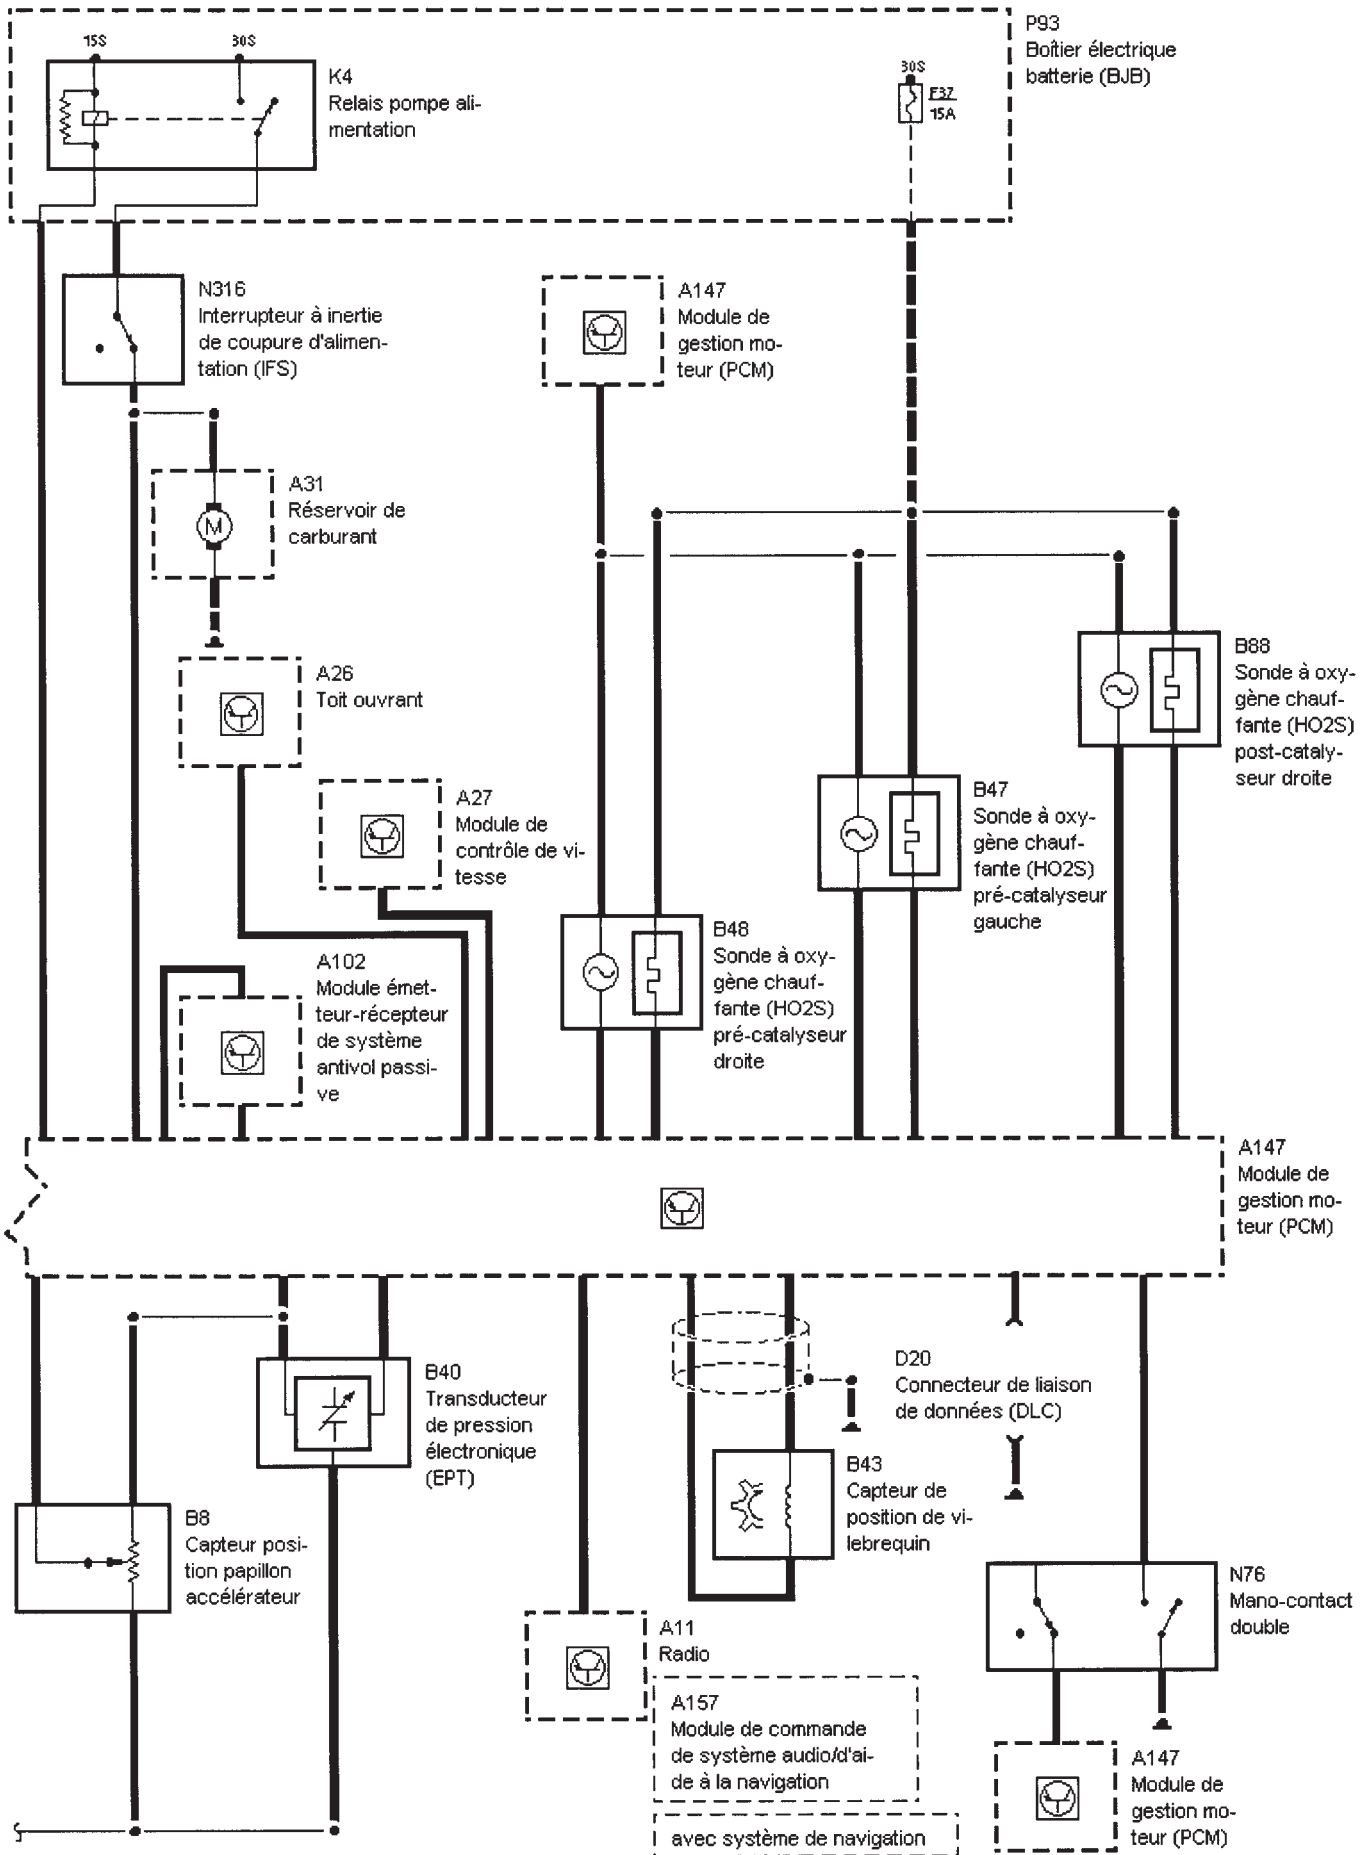 P93
Boîtier électrique
batterie (BJB)
15S
30S
K4
Relais pompe ali-
mentation
30S
F37
15A
N316
Interrupteur à inertie
de coupure d'alimen-
tation (IFS)
A147
Module de
gestion mo-
teur (PCM)
A31
Réservoir de
carburant
M
A26
Toit ouvrant
B88
Sonde à oxy-
gène chauf-
fante (HO2S)
post-cataly-
seur droite
A27
Module de
contrôle de vi-
tesse
B47
Sonde à oxy-
gène chauf-
fante (HO2S)
pré-catalyseur
gauche
B48
Sonde à oxy-
gène chauf-
fante (HO2S)
pré-catalyseur
droite
A102
Module émet-
teur-récepteur
de système
antivol passi-
ve
A147
Module de
gestion mo-
teur (PCM)
B40
Transducteur
de pression
électronique
(EPT)
D20
Connecteur de liaison
de données (DLC)
B43
Capteur de
position de vi-
lebrequin
B8
Capteur posi-
tion papillon
accélérateur
N76
Mano-contact
double
A11
Radio
A157
Module de commande
de système audio/d'ai-
de à la navigation
avec système de navigation
A147
Module de
gestion mo-
teur (PCM)